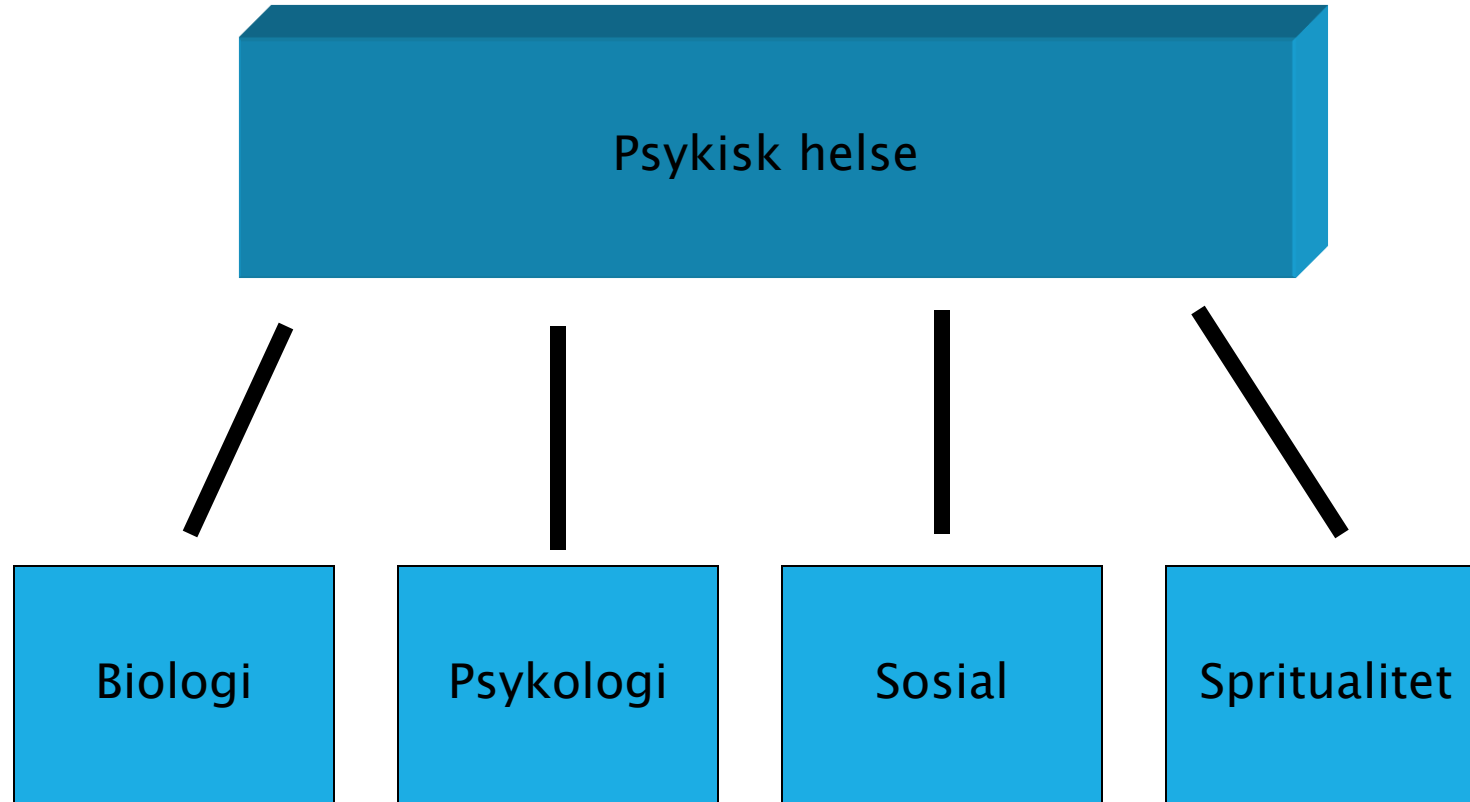 Psykisk helse
Biologi
Psykologi
Sosial
Spritualitet